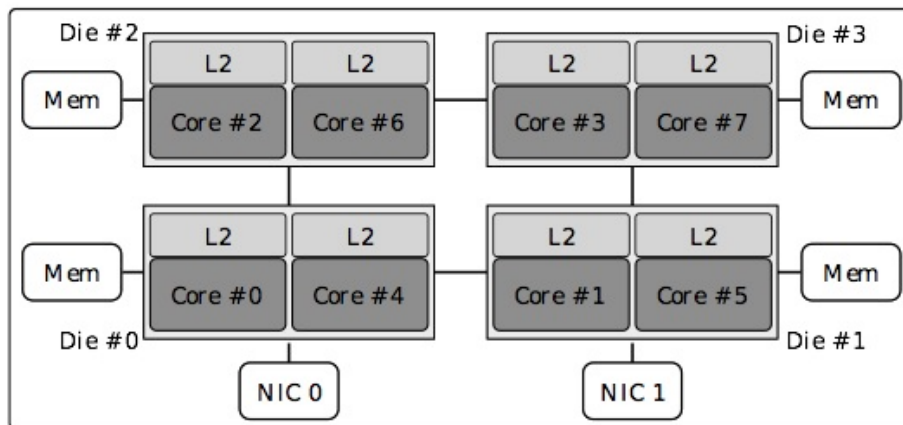 Die #2
Die #3
L2 L2 L2 L2
Mem Core #2 Core #6 Core #3 Core #7 Mem
L2 L2 L2 L2
Mem Core #0 Core #4 Core #1 Core #5 Mem
Die #0
Die #1
NIC 0
NIC 1